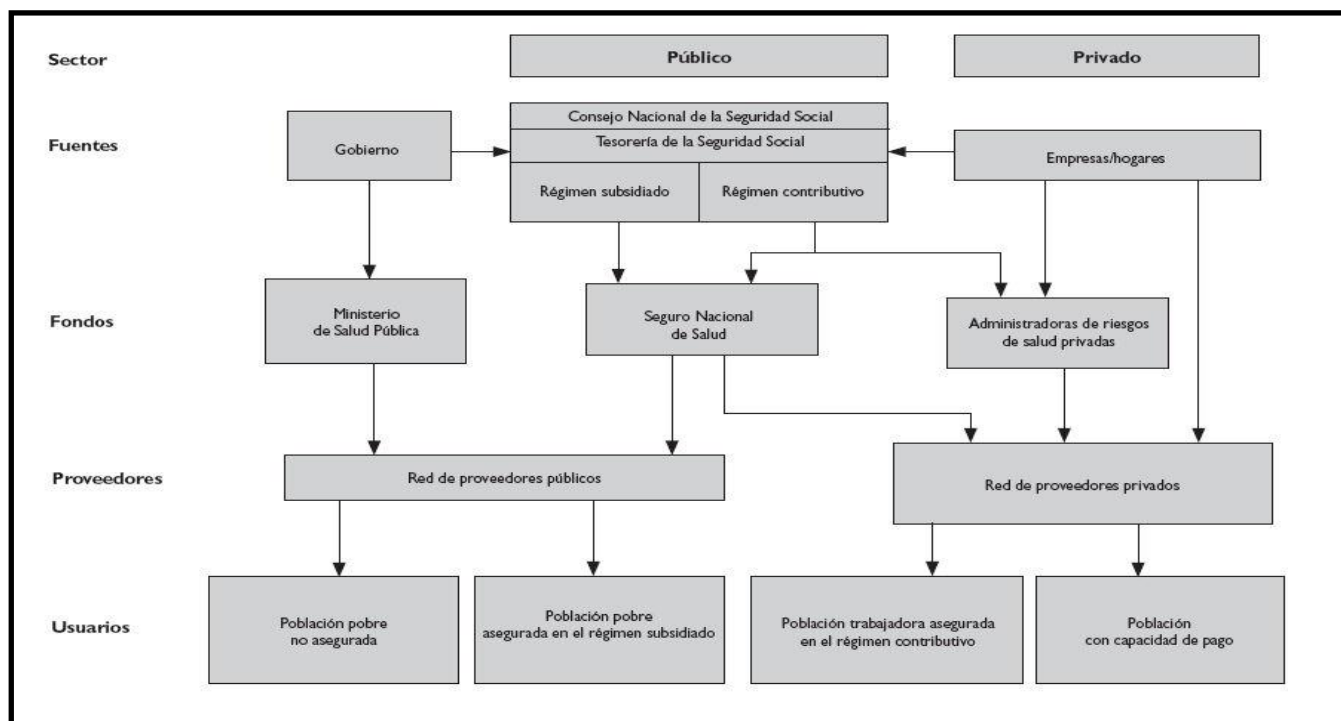 Sector
Público
Privado
Fuentes
Gobierno
Consejo Nacional de la Seguridad Social
Tesorería de la Seguridad Social
Régimen subsidiado
Régimen contributivo
Empresas/hogares
Fondos
Ministerio
de Salud Pública
Seguro Nacional
de Salud
Administradoras de riesgos
de salud privadas
Proveedores
Red de proveedores públicos
Red de proveedores privados
Usuarios
Población pobre
no asegurada
Población pobre
asegurada en el régimen subsidiado
Población trabajadora asegurada
en el régimen contributivo
Población
con capacidad de pago